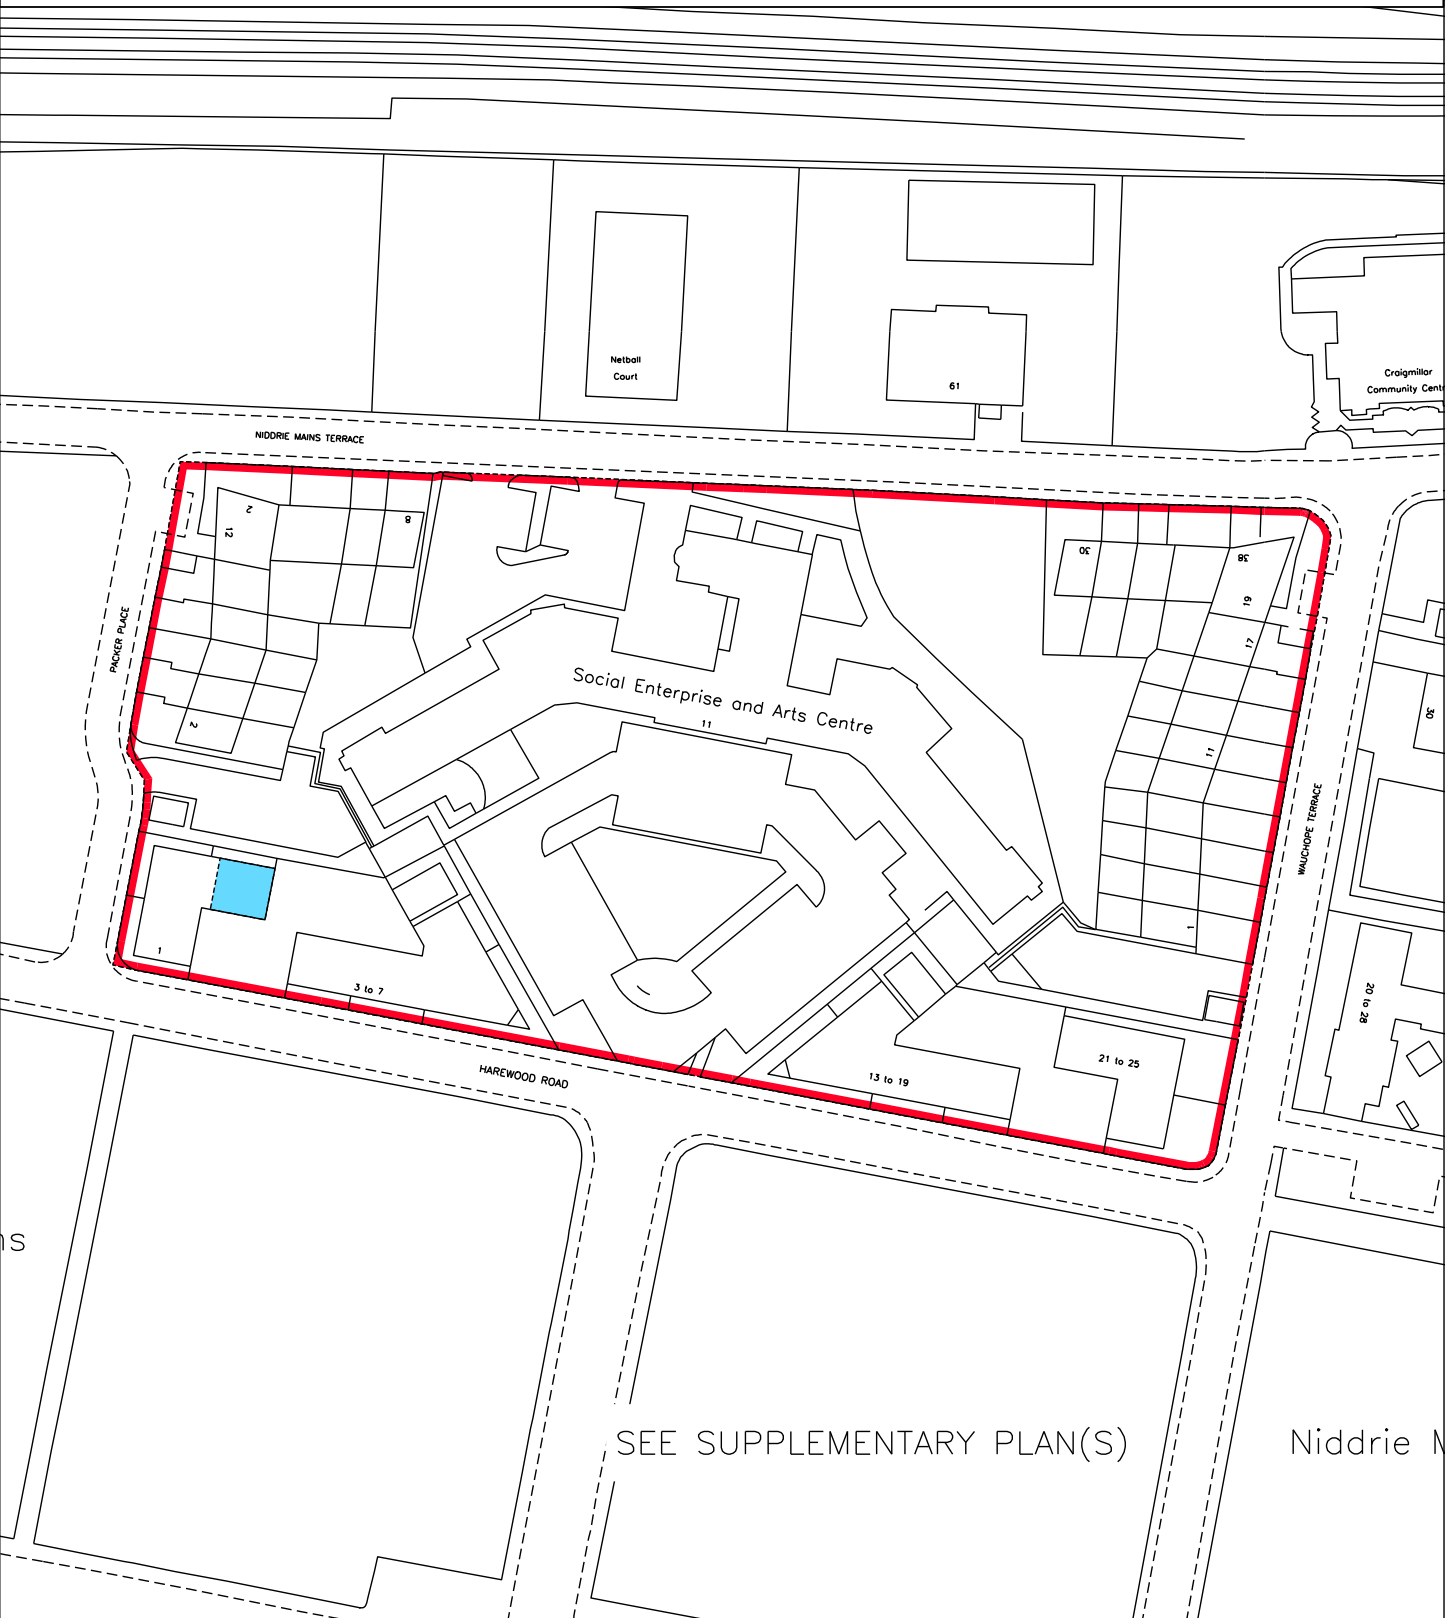 Netball
Court
61
Craigmillar
Community Cent
NIDDRIE MAINS TERRACE
2
12
8
30
38
19
17
PACKER PLACE
2
Social Enterprise and Arts Centre
11
11
30
WAUCHOPE TERRACE
1
1
3 to 7
20 to 28
21 to 25
13 to 19
HAREWOOD ROAD
ns
SEE SUPPLEMENTARY PLAN(S)
Niddrie M